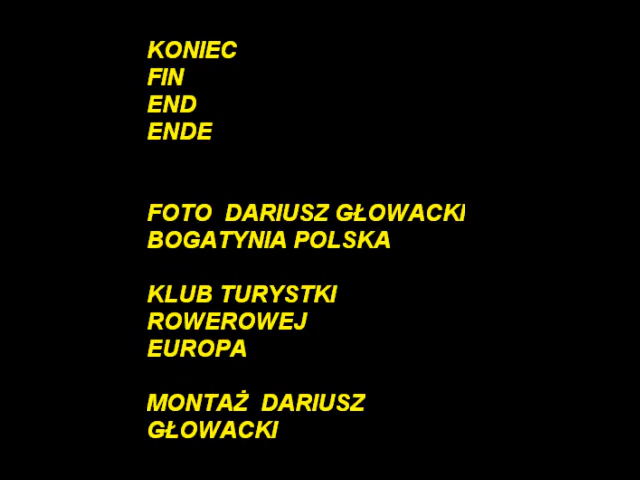 KONIEC
FIN
END
ENDE
FOTO DARIUSZ GŁOWACKI
BOGATYNIA POLSKA
KLUB TURYSTKI
ROWEROWEJ
EUROPA
MONTAŻ DARIUSZ
GŁOWACKI